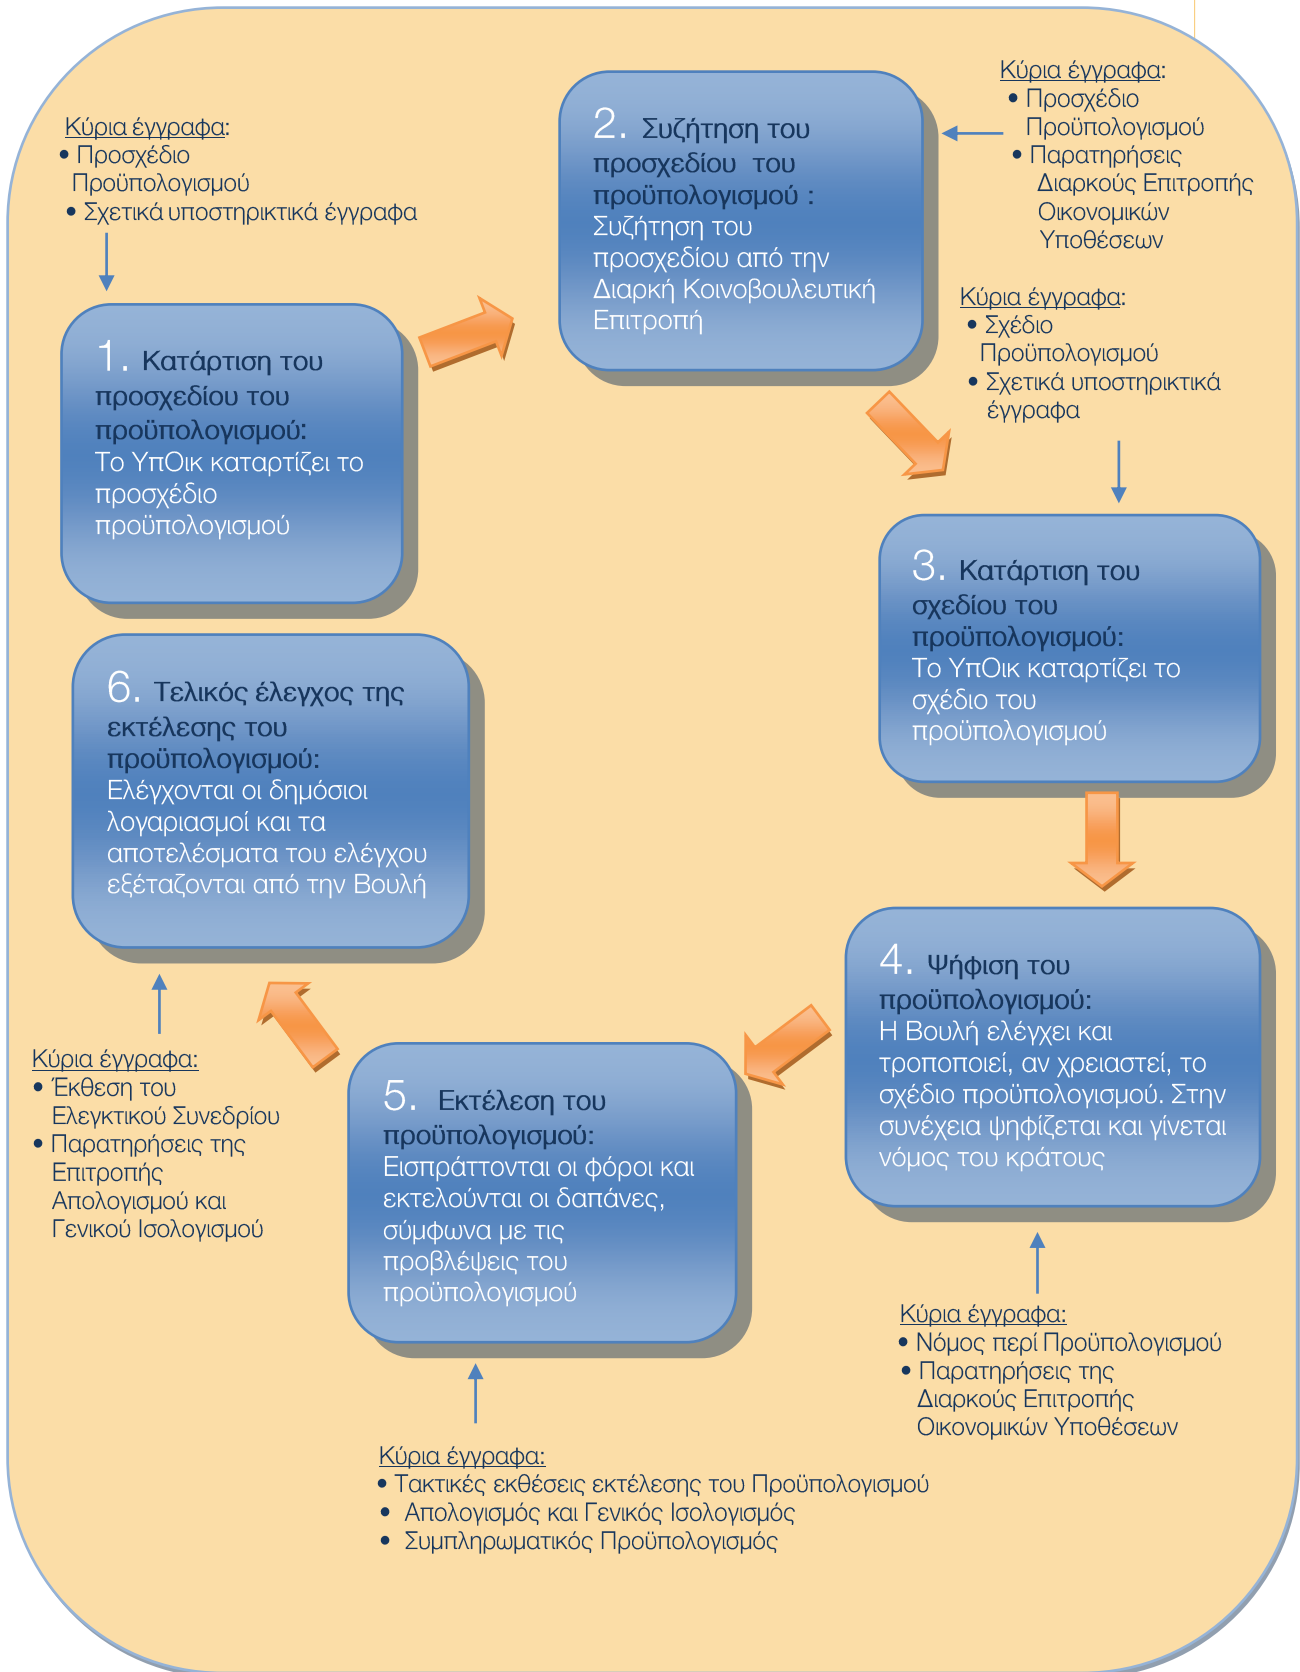 Κύρια έγγραφα:
• Προσχέδιο
Προϋπολογισμού
• Σχετικά υποστηρικτικά έγγραφα
1. Κατάρτιση του
προσχεδίου του
προϋπολογισμού:
Το ΥπΟικ καταρτίζει το
προσχέδιο
προϋπολογισμού
2. Συζήτηση του
προσχεδίου του
προϋπολογισμού :
Συζήτηση του
προσχεδίου από την
Διαρκή Κοινοβουλευτική
Επιτροπή
Κύρια έγγραφα:
• Προσχέδιο
Προϋπολογισμού
• Παρατηρήσεις
Διαρκούς Επιτροπής
Οικονομικών
Υποθέσεων
Κύρια έγγραφα:
• Σχέδιο
Προϋπολογισμού
• Σχετικά υποστηρικτικά
έγγραφα
3. Κατάρτιση του
σχεδίου του
προϋπολογισμού:
Το ΥπΟικ καταρτίζει το
σχέδιο του
προϋπολογισμού
4. Ψήφιση του
προϋπολογισμού:
Η Βουλή ελέγχει και
τροποποιεί, αν χρειαστεί, το
σχέδιο προϋπολογισμού. Στην
συνέχεια ψηφίζεται και γίνεται
νόμος του κράτους
Κύρια έγγραφα:
• Νόμος περί Προϋπολογισμού
• Παρατηρήσεις της
Διαρκούς Επιτροπής
Οικονομικών Υποθέσεων
5. Εκτέλεση του
προϋπολογισμού:
Εισπράττονται οι φόροι και
εκτελούνται οι δαπάνες,
σύμφωνα με τις
προβλέψεις του
προϋπολογισμού
Κύρια έγγραφα:
• Τακτικές εκθέσεις εκτέλεσης του Προϋπολογισμού
• Απολογισμός και Γενικός Ισολογισμός
• Συμπληρωματικός Προϋπολογισμός
6. Τελικός έλεγχος της
εκτέλεσης του
προϋπολογισμού:
Ελέγχονται οι δημόσιοι
λογαριασμοί και τα
αποτελέσματα του ελέγχου
εξέταζονται από την Βουλή
Κύρια έγγραφα:
• Έκθεση του
Ελεγκτικού Συνεδρίου
• Παρατηρήσεις της
Επιτροπής
Απολογισμού και
Γενικού Ισολογισμού